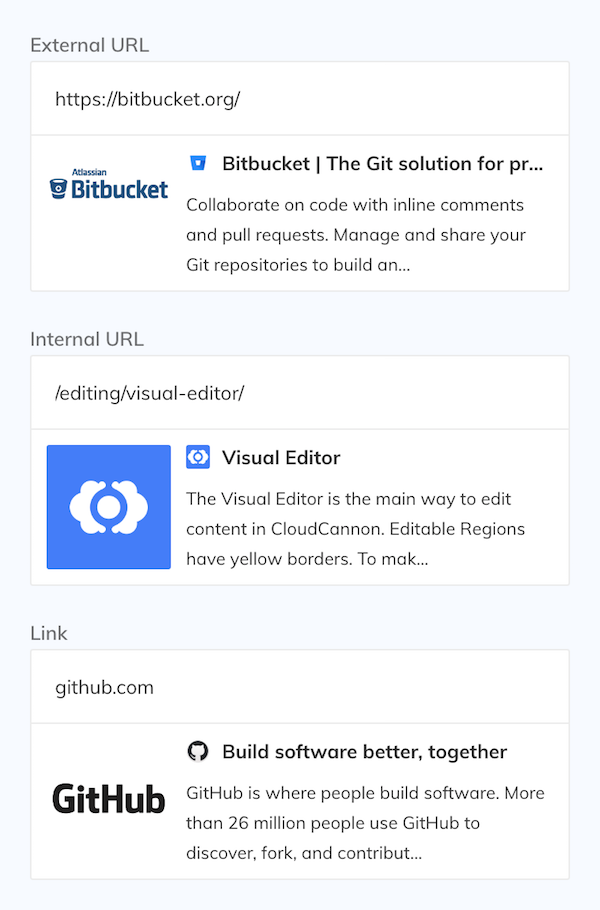 External URL
https://bitbucket.org/
Atlassian
Bitbucket
Bitbucket | The Git solution for pr...
Collaborate on code with inline comments
and pull requests. Manage and share your
Git repositories to build an...
Internal URL
/editing/visual-editor/
Visual Editor
The Visual Editor is the main way to edit
content in CloudCannon. Editable Regions
have yellow borders. To mak...
Link
github.com
GitHub
Build software better, together
GitHub is where people build software. More
than 26 million people use GitHub to
discover, fork, and contribut...